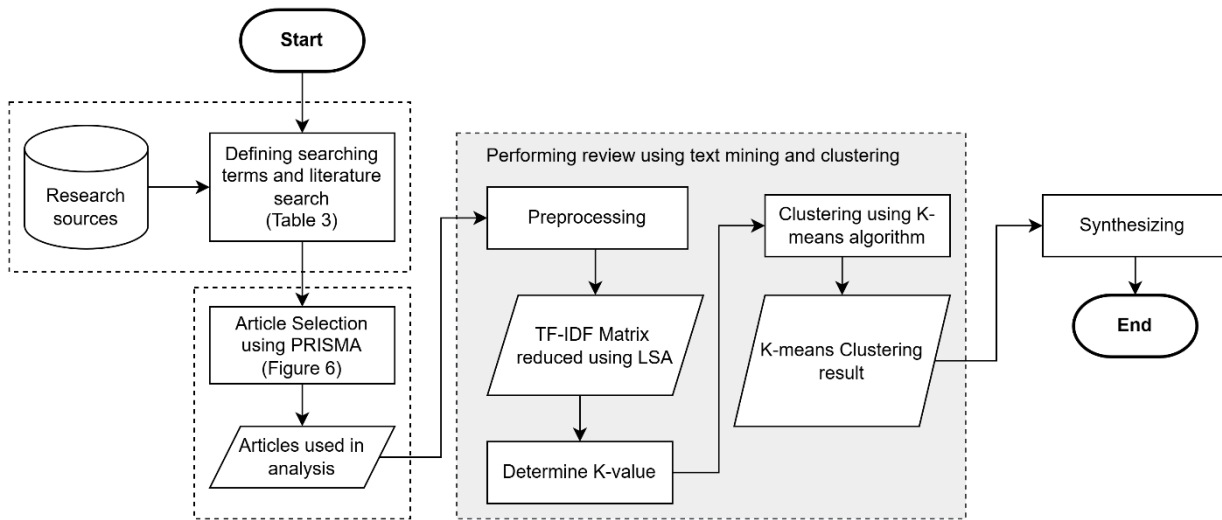 Start
Research
sources
Defining searching
terms and literature
search
(Table 3)
Article Selection
using PRISMA
(Figure 6)
Articles used in
analysis
Performing review using text mining and clustering
Preprocessing
TF-IDF Matrix
reduced using LSA
Determine K-value
Clustering using K-
means algorithm
K-means Clustering
result
Synthesizing
End